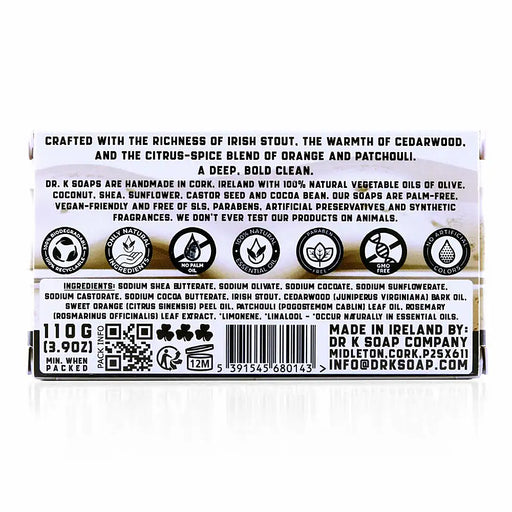 CRAFTED WITH THE RICHNESS OF IRISH STOUT, THE WARMTH OF CEDARWOOD,
AND THE CITRUS-SPICE BLEND OF ORANGE AND PATCHOULI.
A DEEP, BOLD CLEAN.
DR. K SOAPS ARE HANDMADE IN CORK, IRELAND WITH 100% NATURAL VEGETABLE OILS OF OLIVE,
COCONUT, SHEA, SUNFLOWER, CASTOR SEED AND COCOA BEAN. OUR SOAPS ARE PALM-FREE,
VEGAN-FRIENDLY AND FREE OF SLS, PARABENS, ARTIFICIAL PRESERVATIVES AND SYNTHETIC
FRAGRANCES. WE DON'T EVER TEST OUR PRODUCTS ON ANIMALS.
100% BIODEGRADABLE
100% RECYCLABLE
ONLY NATURAL
INGREDIENTS
NO PALM
OIL
100% NATURAL
ESSENTIAL OIL
PARABEN
FREE
GMO
FREE
NO ARTIFICIAL
COLORS
INGREDIENTS: SODIUM SHEA BUTTERATE, SODIUM OLIVATE, SODIUM COCOATE, SODIUM SUNFLOWERATE,
SODIUM CASTORATE, SODIUM COCOA BUTTERATE, IRISH STOUT, CEDARWOOD (JUNIPERUS VIRGINIANA) BARK OIL,
SWEET ORANGE (CITRUS SINENSIS) PEEL OIL, PATCHOULI (POGOSTEMOM CABLIN) LEAF OIL, ROSEMARY
(ROSMARINUS OFFICINALIS) LEAF EXTRACT, *LIMONENE, *LINALOOL - *OCCUR NATURALLY IN ESSENTIAL OILS.
110G
(3.9OZ)
MIN. WHEN
PACKED
PACK INFO
12M
5 391545 680143 >
MADE IN IRELAND BY:
DR K SOAP COMPANY
MIDLETON, CORK, P25X611
INFO@DRKSOAP.COM